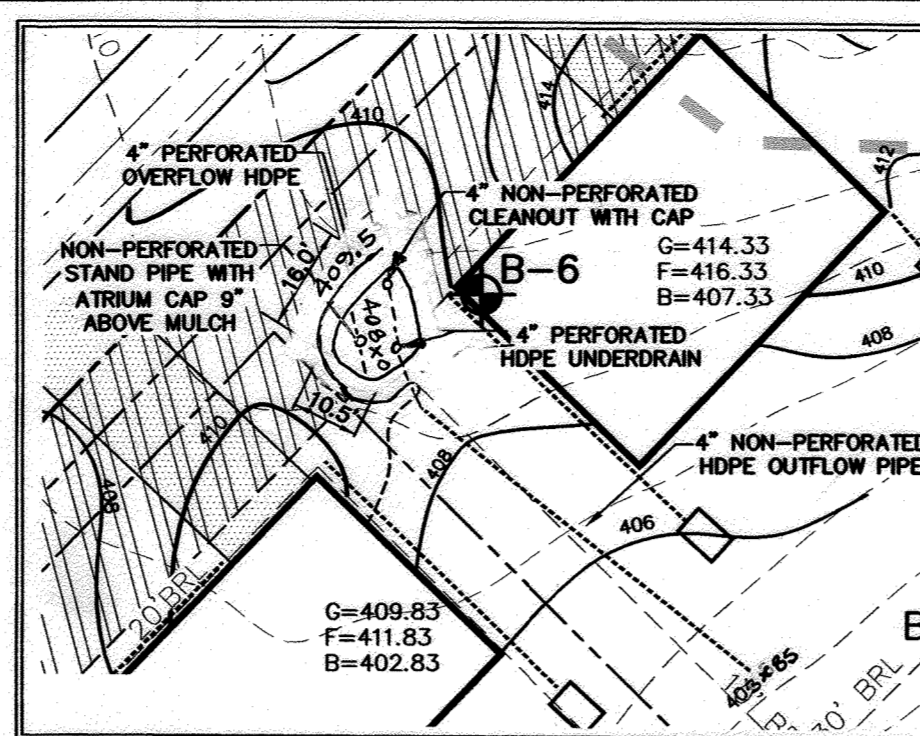 410
414
412
4" PERFORATED
OVERFLOW HDPE
4" NON-PERFORATED
CLEANOUT WITH CAP
NON-PERFORATED
STAND PIPE WITH
ATRIUM CAP 9"
ABOVE MULCH
16.0'
409.5
B-6
G=414.33
F=416.33
B=407.33
410
408
4" PERFORATED
HDPE UNDERDRAIN
10.5'
410
408
408
4" NON-PERFORATED
HDPE OUTFLOW PIPE
406
20' BRL
G=409.83
F=411.83
B=402.83
B
30' BRL